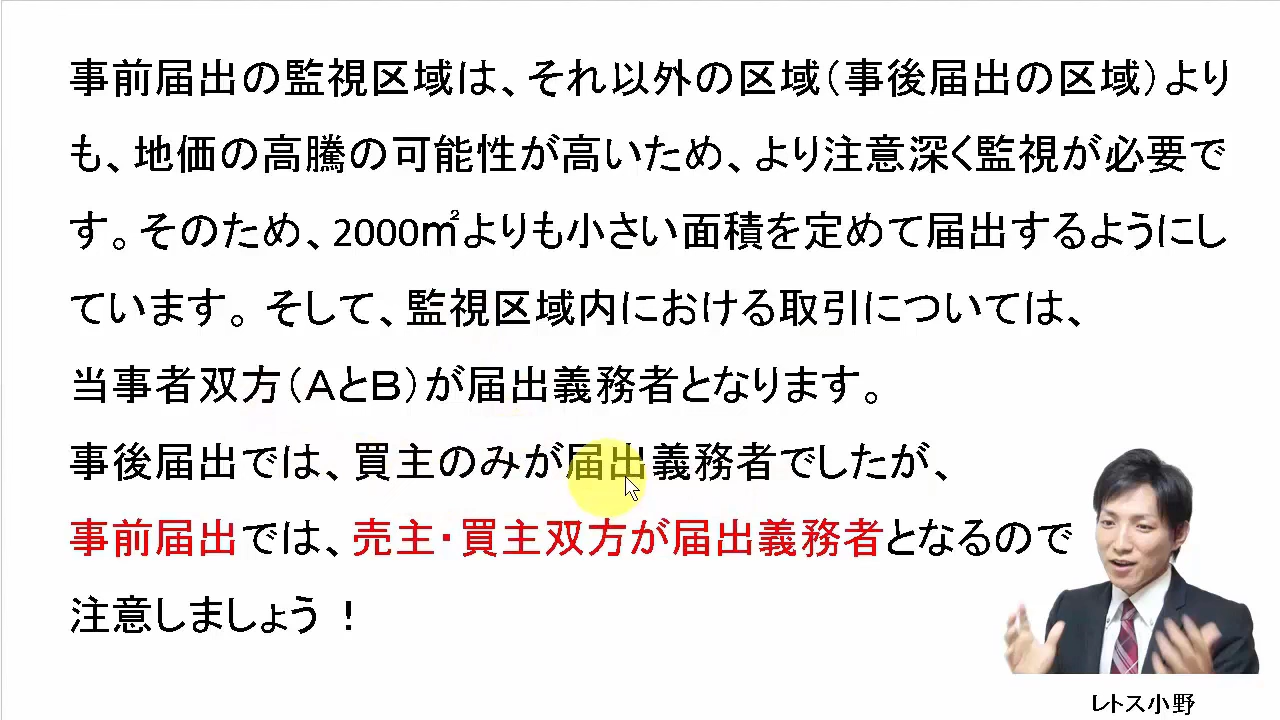 事前届出の監視区域は、それ以外の区域（事後届出の区域）より
も、地価の高騰の可能性が高いため、より注意深く監視が必要で
す。そのため、2000㎡よりも小さい面積を定めて届出するようにし
ています。そして、監視区域内における取引については、
当事者双方（ＡとＢ）が届出義務者となります。
事後届出では、買主のみが届出義務者でしたが、
事前届出では、売主・買主双方が届出義務者となるので
注意しましょう！
レトス小野